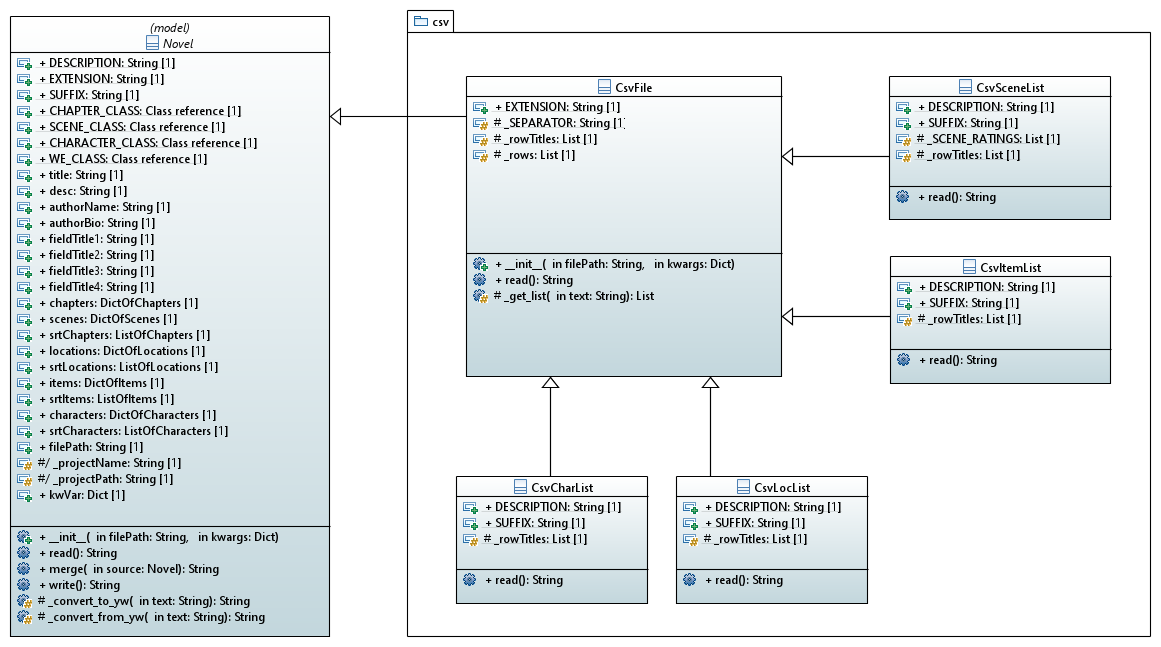 (model)
Novel
+ DESCRIPTION: String [1]
+ EXTENSION: String [1]
+ SUFFIX: String [1]
+ CHAPTER_CLASS: Class reference [1]
+ SCENE_CLASS: Class reference [1]
+ CHARACTER_CLASS: Class reference [1]
+ WE_CLASS: Class reference [1]
+ title: String [1]
+ desc: String [1]
+ authorName: String [1]
+ authorBio: String [1]
+ fieldTitle1: String [1]
+ fieldTitle2: String [1]
+ fieldTitle3: String [1]
+ fieldTitle4: String [1]
+ chapters: DictOfChapters [1]
+ scenes: DictOfScenes [1]
+ srtChapters: ListOfChapters [1]
+ locations: DictOfLocations [1]
+ srtLocations: ListOfLocations [1]
+ items: DictOfItems [1]
+ srtItems: ListOfItems [1]
+ characters: DictOfCharacters [1]
+ srtCharacters: ListOfCharacters [1]
+ filePath: String [1]
#/ _projectName: String [1]
#/ _projectPath: String [1]
+ kwVar: Dict [1]
+ __init__( in filePath: String, in kwargs: Dict)
+ read(): String
+ merge( in source: Novel): String
+ write(): String
# _convert_to_yw( in text: String): String
# _convert_from_yw( in text: String): String
csv
CsvFile
+ EXTENSION: String [1]
# _SEPARATOR: String [1]
# _rowTitles: List [1]
# _rows: List [1]
+ __init__( in filePath: String, in kwargs: Dict)
+ read(): String
# _get_list( in text: String): List
CsvSceneList
+ DESCRIPTION: String [1]
+ SUFFIX: String [1]
# _SCENE_RATINGS: List [1]
# _rowTitles: List [1]
+ read(): String
CsvItemList
+ DESCRIPTION: String [1]
+ SUFFIX: String [1]
# _rowTitles: List [1]
+ read(): String
CsvCharList
+ DESCRIPTION: String [1]
+ SUFFIX: String [1]
# _rowTitles: List [1]
+ read(): String
CsvLocList
+ DESCRIPTION: String [1]
+ SUFFIX: String [1]
# _rowTitles: List [1]
+ read(): String